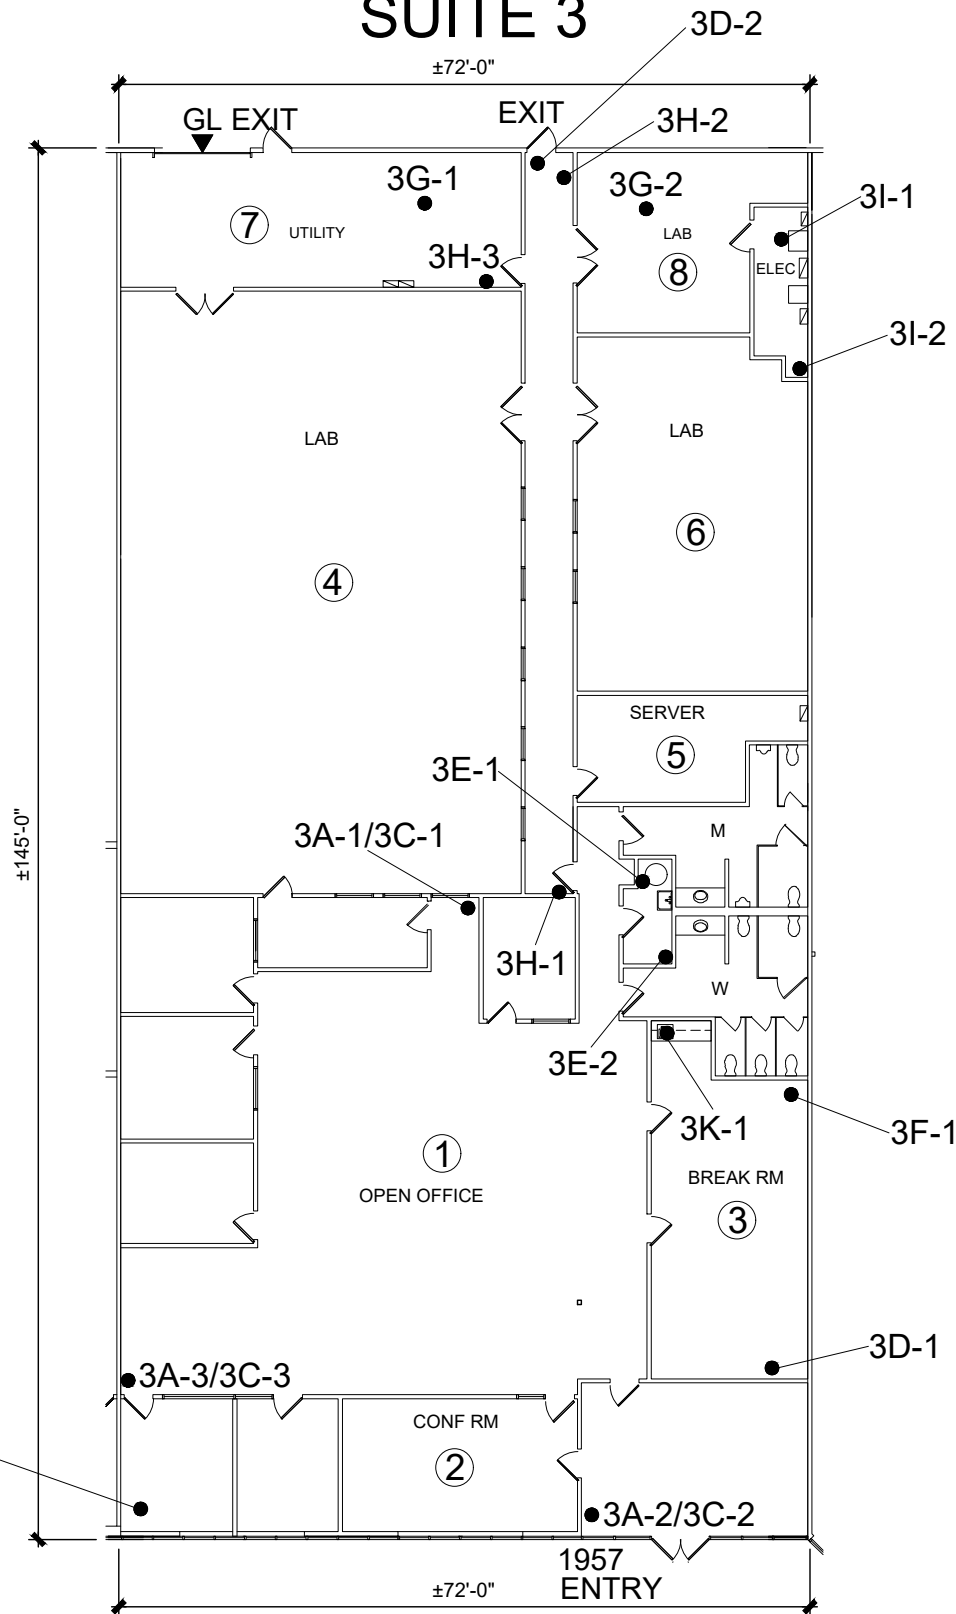 SUITE 3
3D-2
±72'-0"
GL EXIT
EXIT
3H-2
3G-1
3G-2
3I-1
7
UTILITY
LAB
3H-3
8
ELEC
3I-2
LAB
LAB
6
4
SERVER
5
3E-1
±145'-0"
3A-1/3C-1
M
3H-1
W
3E-2
3K-1
3F-1
1
OPEN OFFICE
BREAK RM
3
3D-1
3A-3/3C-3
CONF RM
2
3A-2/3C-2
1957
ENTRY
±72'-0"